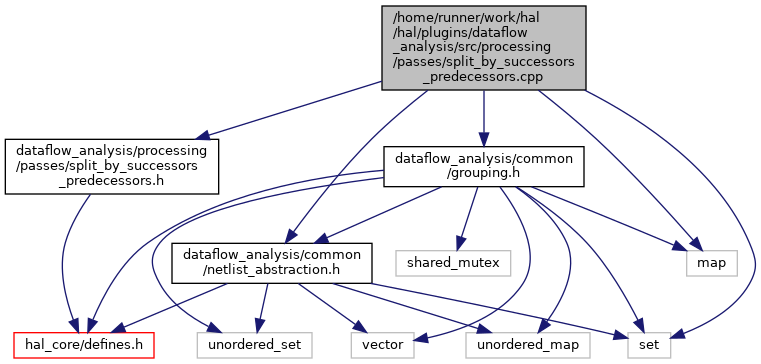 /home/runner/work/hal
/hal/plugins/dataflow
_analysis/src/processing
/passes/split_by_successors
_predecessors.cpp
dataflow_analysis/processing
/passes/split_by_successors
_predecessors.h
dataflow_analysis/common
/grouping.h
dataflow_analysis/common
/netlist_abstraction.h
shared_mutex
map
hal_core/defines.h
unordered_set
vector
unordered_map
set